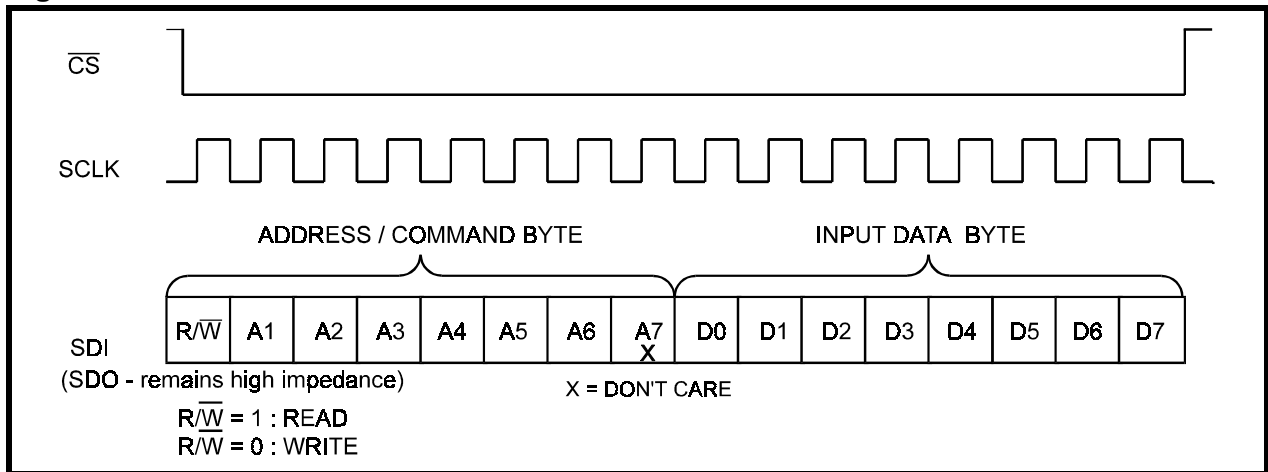 C̅S̅
SCLK
ADDRESS / COMMAND BYTE INPUT DATA BYTE
R/W̅ A1 A2 A3 A4 A5 A6 A7 D0 D1 D2 D3 D4 D5 D6 D7
X
SDI
(SDO - remains high impedance) X = DON'T CARE
R/W̅ = 1 : READ
R/W̅ = 0 : WRITE